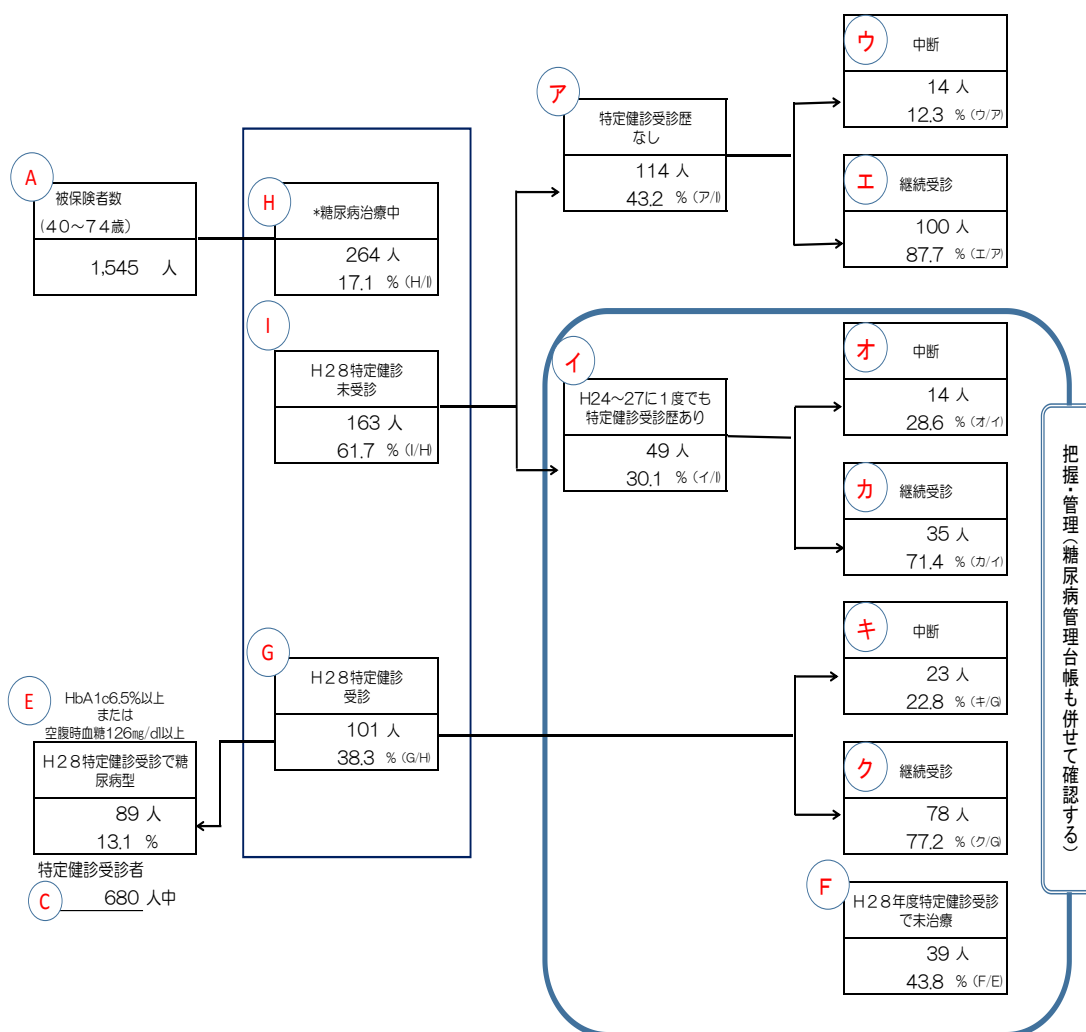 A
被保険者数
(40~74歳)
1,545 人
H
*糖尿病治療中
264 人
17.1 % (H/I)
I
H28特定健診
未受診
163 人
61.7 % (I/H)
G
H28特定健診
受診
101 人
38.3 % (G/H)
E
HbA1c6.5%以上
または
空腹時血糖126㎎/dl以上
H28特定健診受診で糖
尿病型
89 人
13.1 %
特定健診受診者
C
680 人中
ア
特定健診受診歴
なし
114 人
43.2 % (ア/I)
イ
H24~27に1度でも
特定健診受診歴あり
49 人
30.1 % (イ/I)
ウ
中断
14 人
12.3 % (ウ/ア)
エ
継続受診
100 人
87.7 % (エ/ア)
オ
中断
14 人
28.6 % (オ/イ)
カ
継続受診
35 人
71.4 % (カ/イ)
キ
中断
23 人
22.8 % (キ/G)
ク
継続受診
78 人
77.2 % (ク/G)
F
H28年度特定健診受診
で未治療
39 人
43.8 % (F/E)
把握・管理(糖尿病管理台帳も併せて確認する)